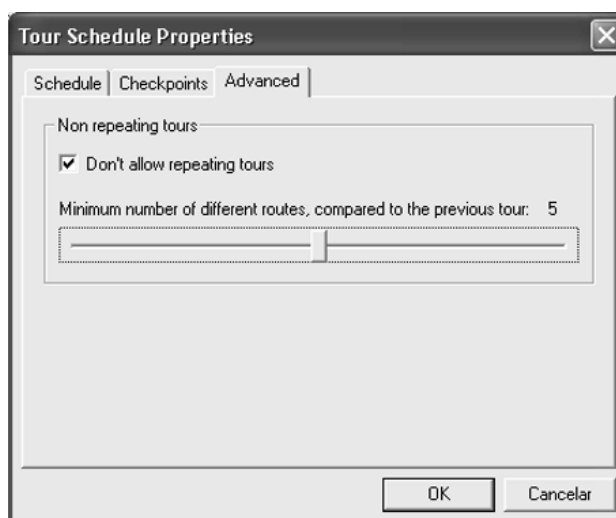 Tour Schedule Properties
Schedule Checkpoints Advanced
Non repeating tours
Don't allow repeating tours
Minimum number of different routes, compared to the previous tour: 5
OK Cancelar